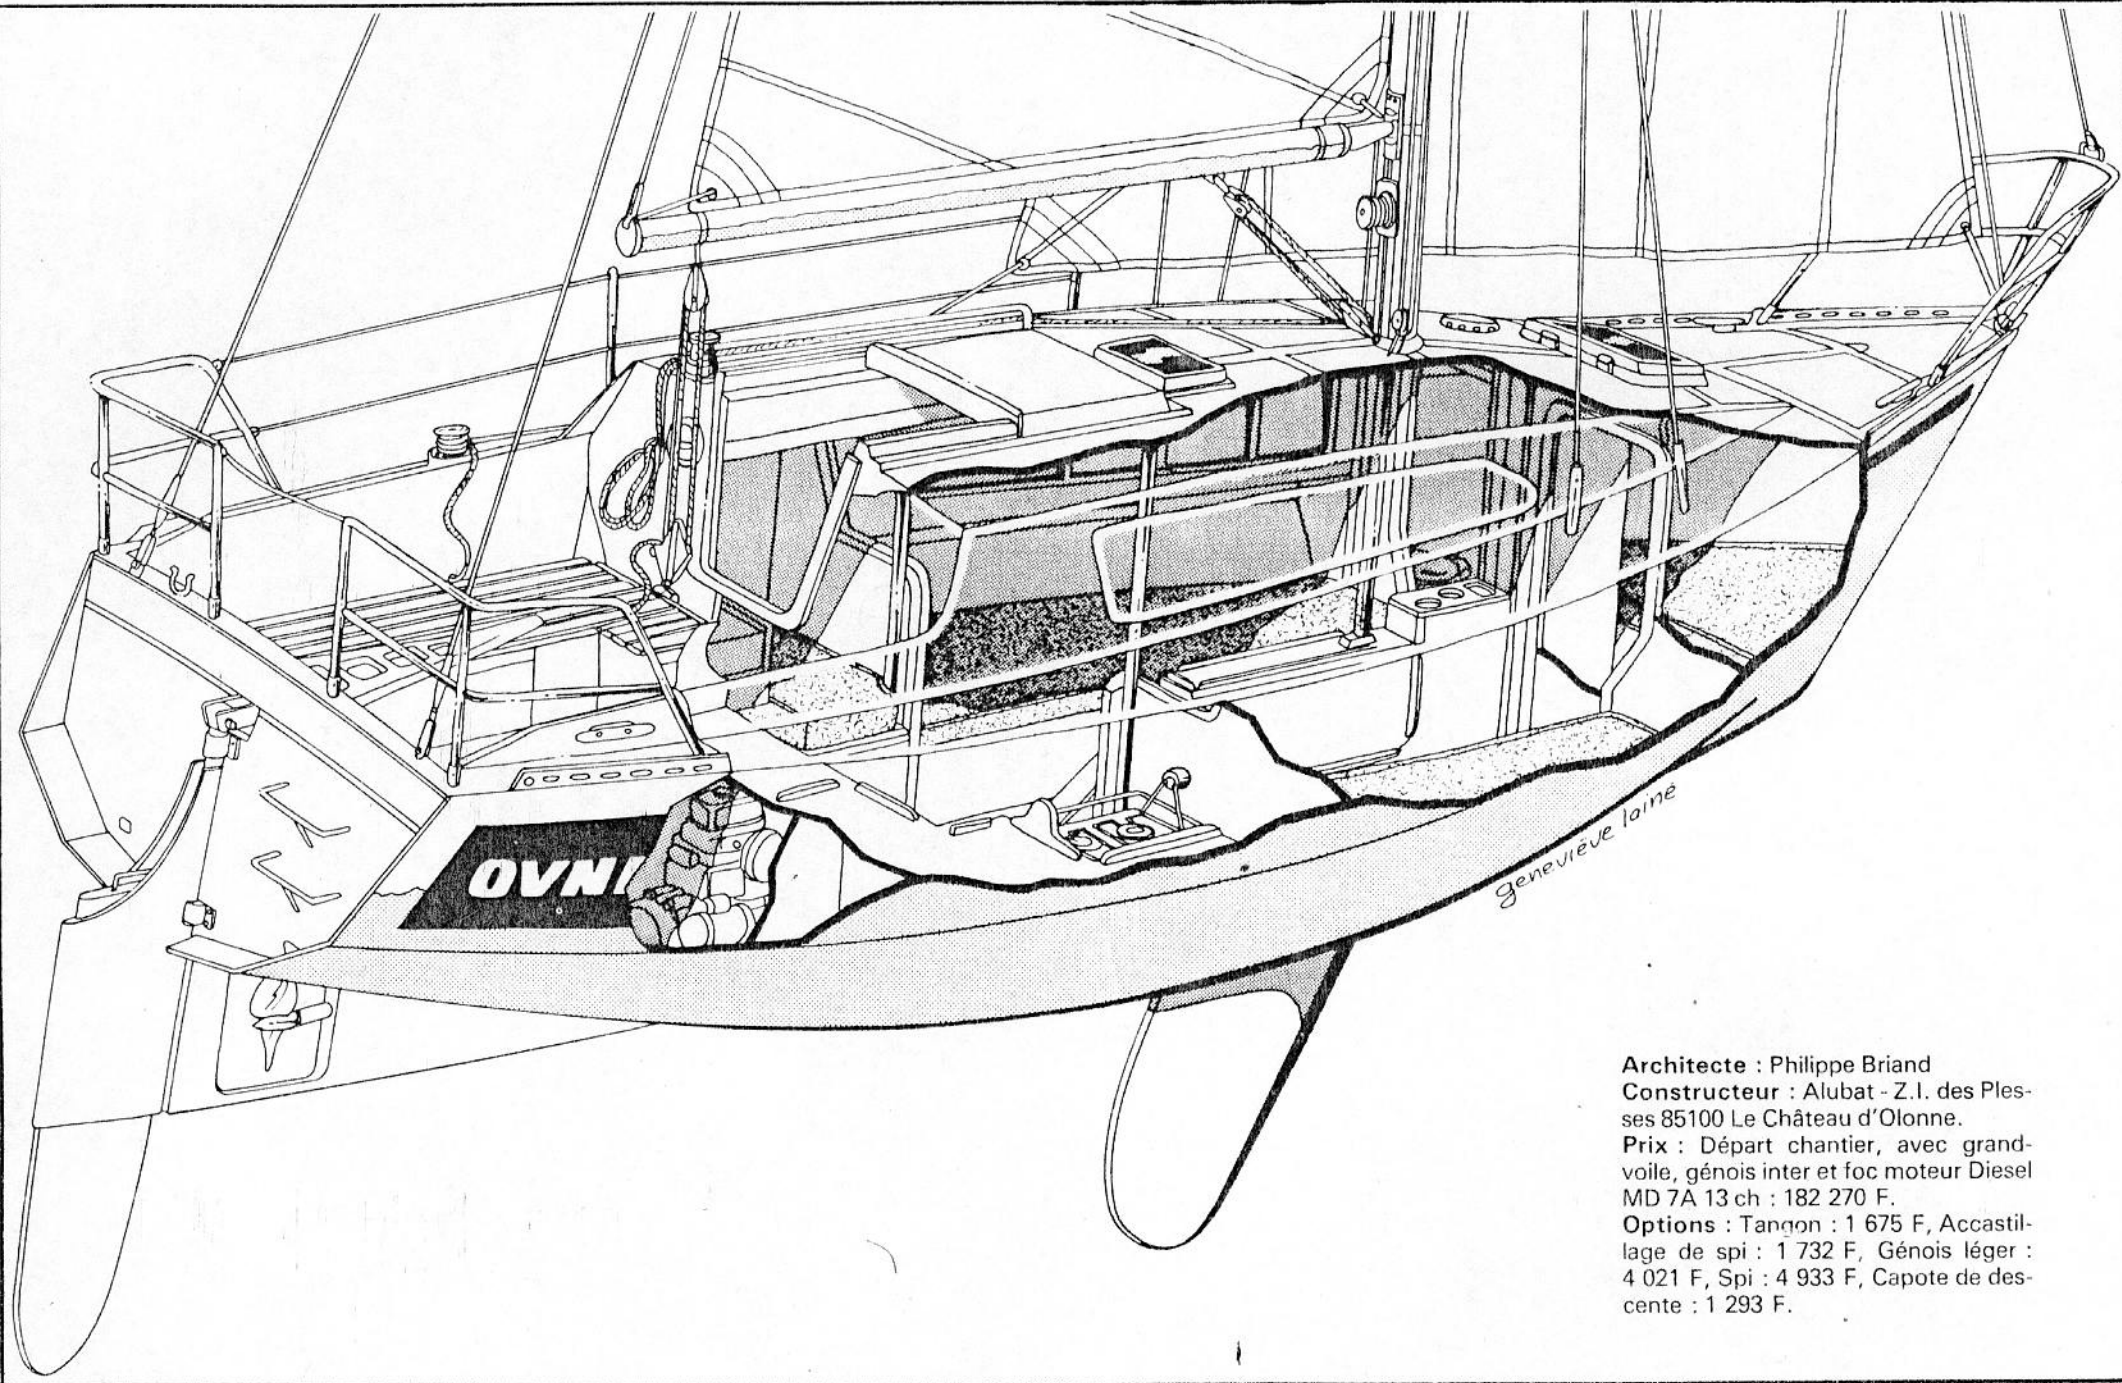 OVNI
geneviève lainé
Architecte : Philippe Briand
Constructeur : Alubat - Z.I. des Ples-
ses 85100 Le Château d'Olonne.
Prix : Départ chantier, avec grand-
voile, génois inter et foc moteur Diesel
MD 7A 13 ch : 182 270 F.
Options : Tangon : 1 675 F, Accastil-
lage de spi : 1 732 F, Génois léger :
4 021 F, Spi : 4 933 F, Capote de des-
cente : 1 293 F.